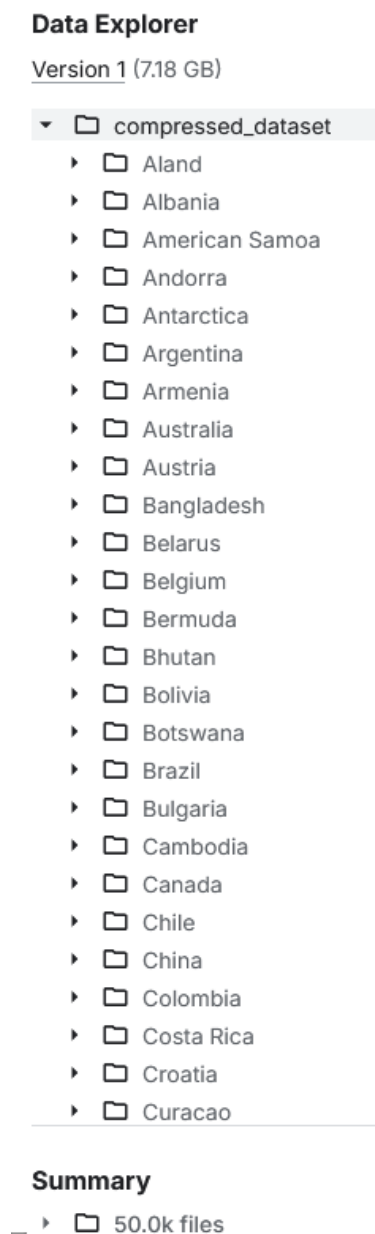 Data Explorer
Version 1 (7.18 GB)
compressed_dataset
Aland
Albania
American Samoa
Andorra
Antarctica
Argentina
Armenia
Australia
Austria
Bangladesh
Belarus
Belgium
Bermuda
Bhutan
Bolivia
Botswana
Brazil
Bulgaria
Cambodia
Canada
Chile
China
Colombia
Costa Rica
Croatia
Curacao
Summary
50.0k files